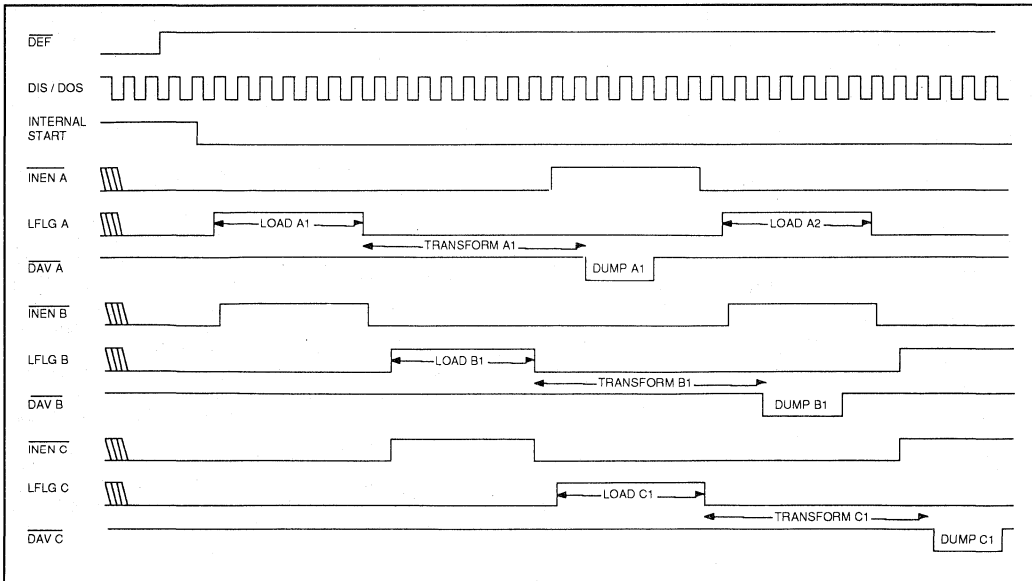 DEF
DIS / DOS
INTERNAL
START
INEN A
LFLG A
LOAD A1
LOAD A2
TRANSFORM A1
DAV A
DUMP A1
INEN B
LFLG B
LOAD B1
TRANSFORM B1
DAV B
DUMP B1
INEN C
LFLG C
LOAD C1
TRANSFORM C1
DAV C
DUMP C1